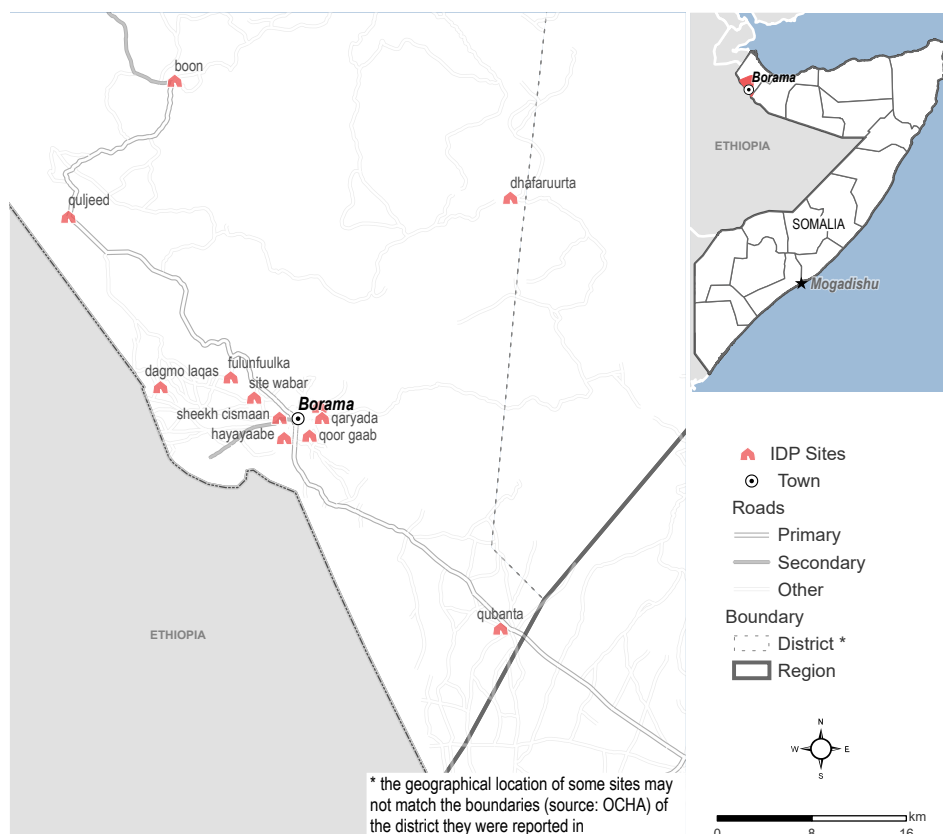 boon
dhafaruurta
quljeed
fulunfuulka
dagmo laqas
site wabar
Borama
sheekh cismaan
qaryada
hayayaabe
qoor gaab
qubanta
ETHIOPIA
* the geographical location of some sites may
not match the boundaries (source: OCHA) of
the district they were reported in
Borama
ETHIOPIA
SOMALIA
Mogadishu
IDP Sites
Town
Roads
Primary
Secondary
Other
Boundary
District *
Region
N
W E
S
km
0 8 16